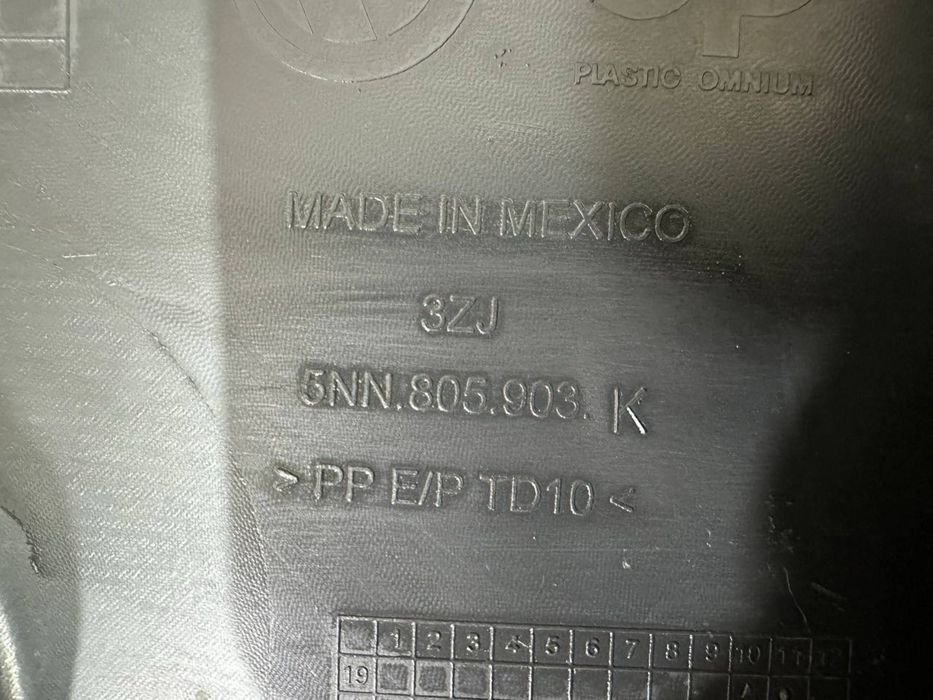 PLASTIC OMNIUM
MADE IN MEXICO
3ZJ
5NN.805.903. K
>PP E/P TD10<
1 2 3 4 5 6 7 8 9 10 11 12
19